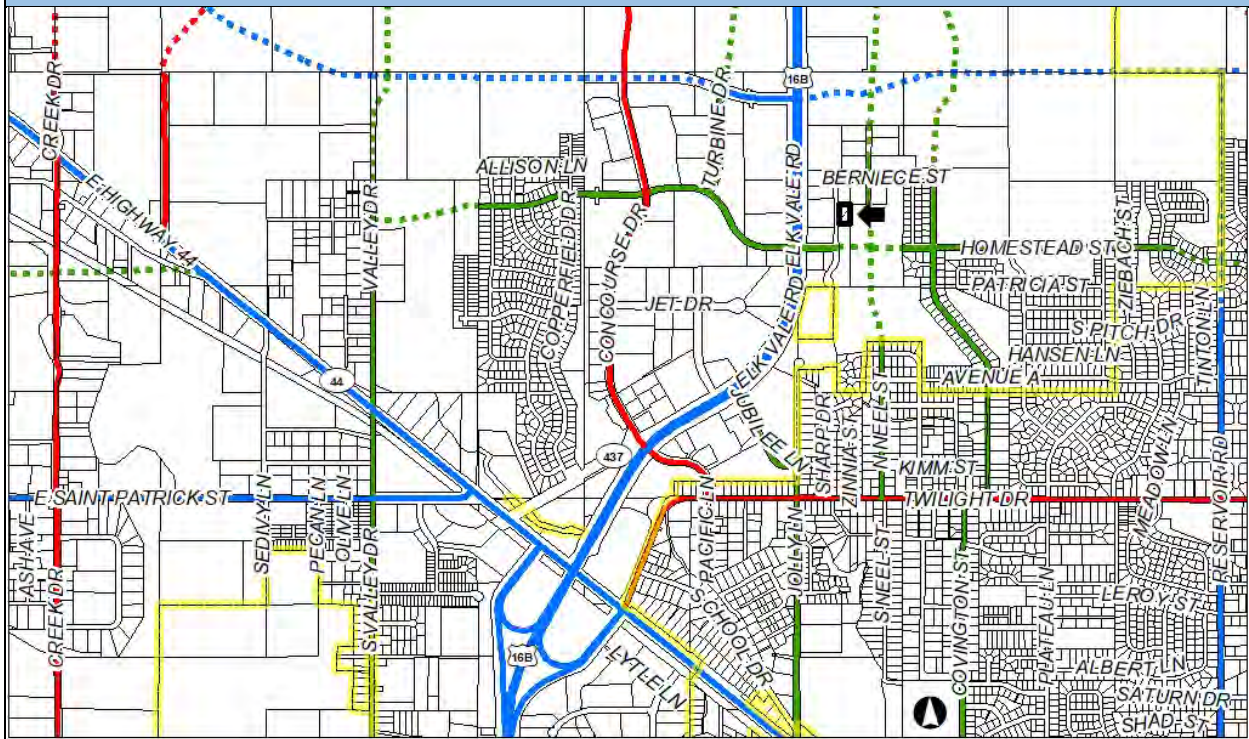 CREEK DR
E HIGHWAY 44
VALLEY DR
ALLISON LN
COPPERFIELD DR
CONCOURSE DR
TURBINE DR
16B
ELK VALE RD
BERNIECE ST
HOMESTEAD ST
ZIEBACH ST
PATRICIA ST
JET DR
S PITCH DR
TINTON LN
HANSEN LN
AVENUE A
ELK VALE RD
44
JUBILEE LN
SHARP DR
ZINNIA ST
N NEEL ST
MEADOW LN
437
KIMM ST
TWILIGHT DR
E SAINT PATRICK ST
ASH AVE
SEDIVY LN
PECAN LN
OLIVE LN
S VALLEY DR
S PACIFIC LN
JOLLY LN
S NEEL ST
COVINGTON ST
PLATEAU LN
RESERVOIR RD
CREEK DR
LEROY ST
S SCHOOL DR
LYTLE LN
16B
ALBERT LN
SATURN DR
SHAD ST